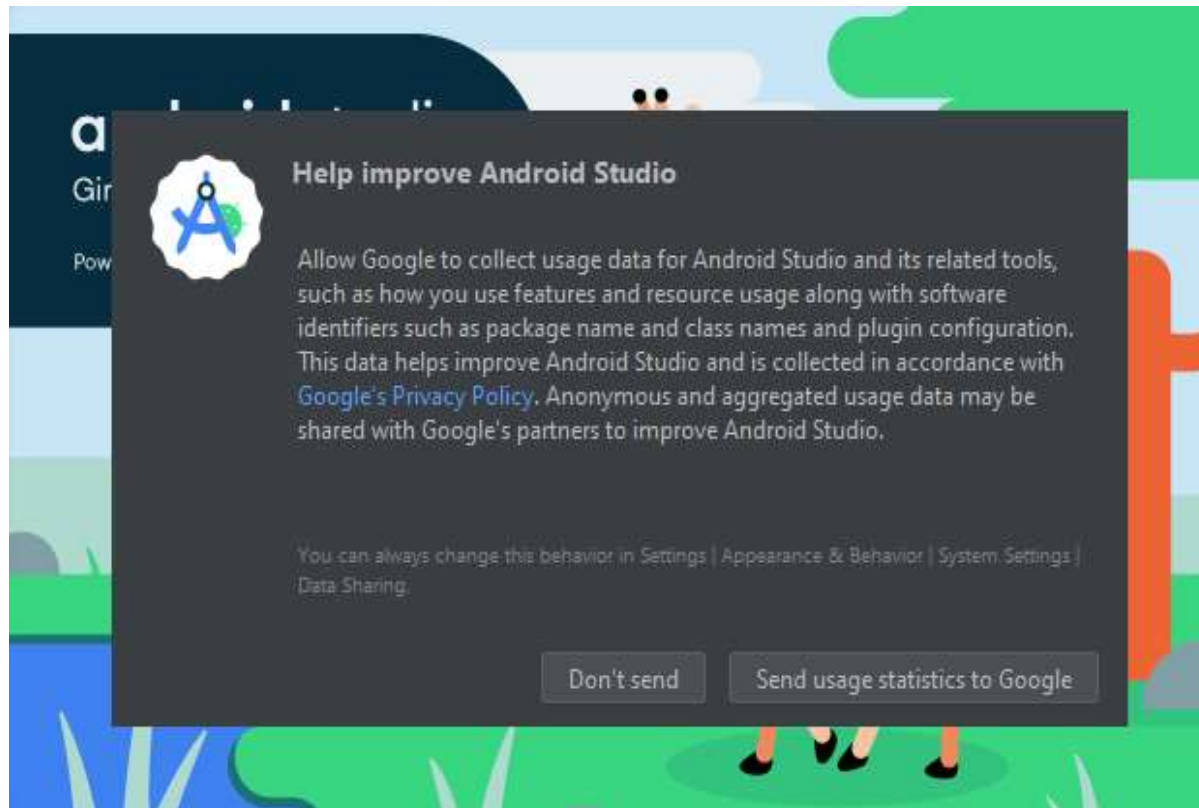 Help improve Android Studio
Allow Google to collect usage data for Android Studio and its related tools,
such as how you use features and resource usage along with software
identifiers such as package name and class names and plugin configuration.
This data helps improve Android Studio and is collected in accordance with
Google's Privacy Policy. Anonymous and aggregated usage data may be
shared with Google's partners to improve Android Studio.
You can always change this behavior in Settings | Appearance & Behavior | System Settings |
Data Sharing.
Don't send
Send usage statistics to Google